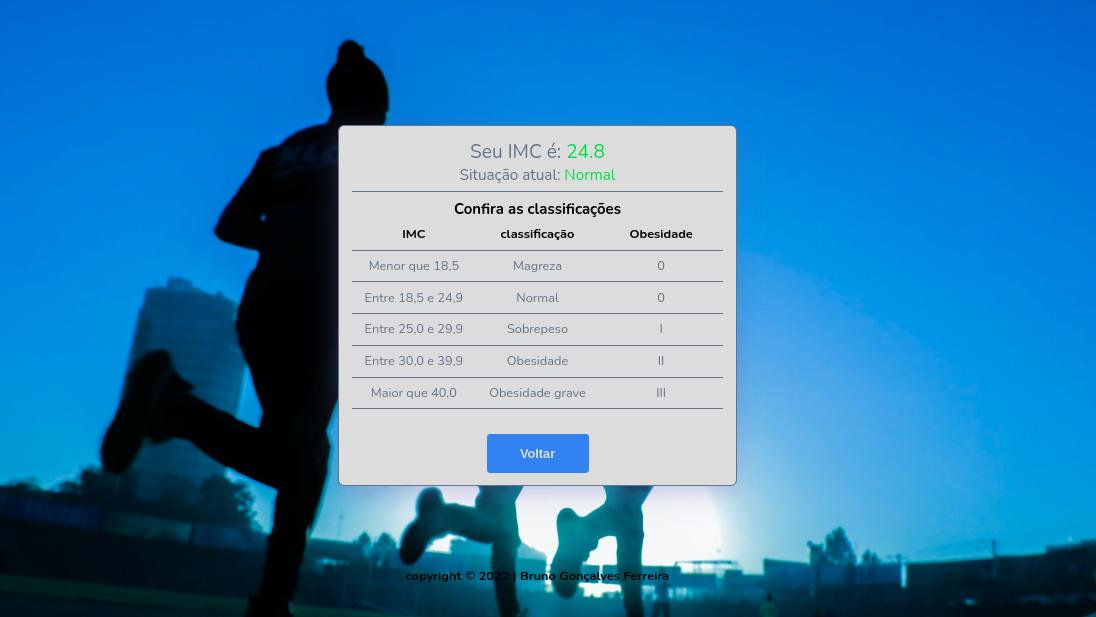 Seu IMC é: 24.8
Situação atual: Normal
Confira as classificações
IMC classificação Obesidade
Menor que 18,5 Magreza 0
Entre 18,5 e 24,9 Normal 0
Entre 25,0 e 29,9 Sobrepeso I
Entre 30,0 e 39,9 Obesidade II
Maior que 40,0 Obesidade grave III
Voltar
copyright © 2022 | Bruno Gonçalves Ferreira